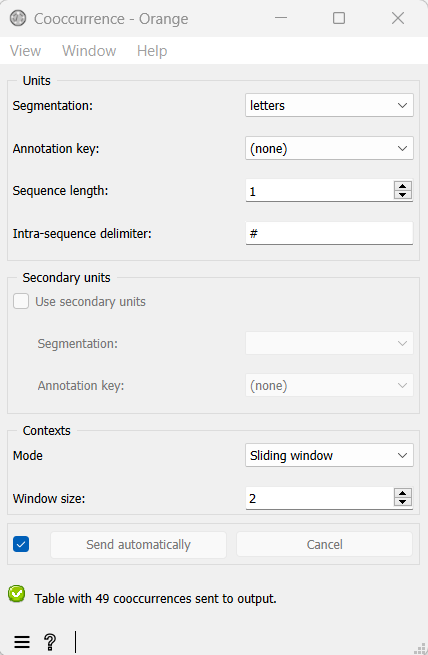 Cooccurrence - Orange
View Window Help
Units
Segmentation: letters
Annotation key: (none)
Sequence length: 1
Intra-sequence delimiter: #
Secondary units
Use secondary units
Segmentation:
Annotation key: (none)
Contexts
Mode Sliding window
Window size: 2
Send automatically Cancel
Table with 49 cooccurrences sent to output.
?